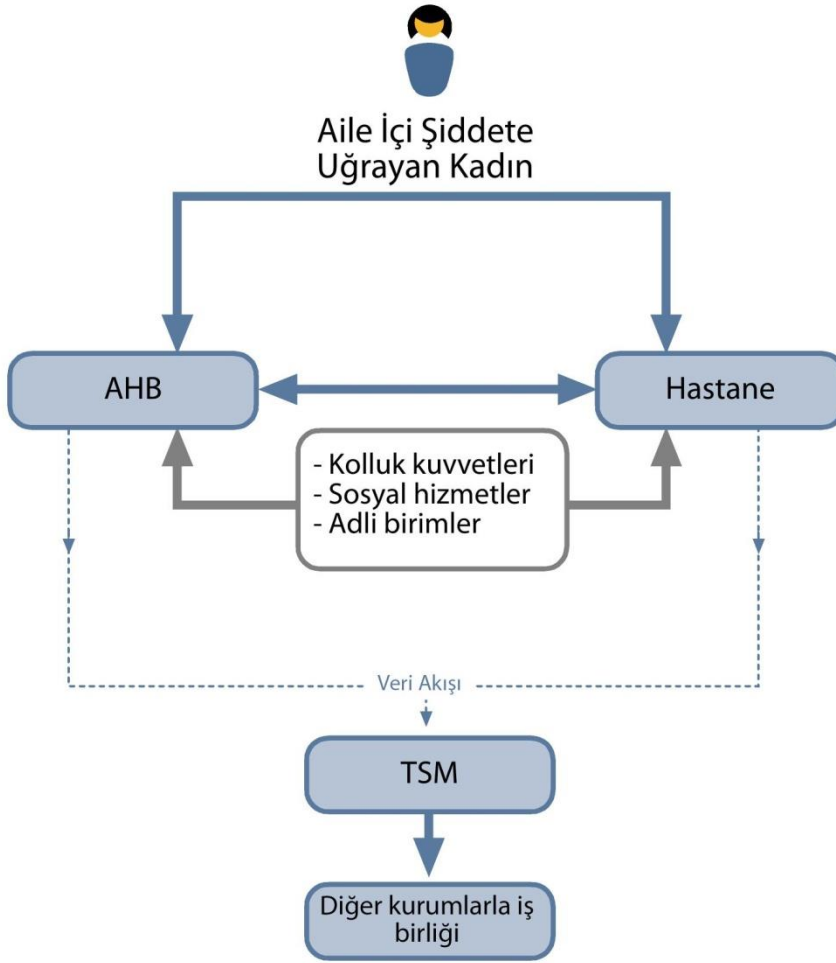 Aile İçi Şiddete
Uğrayan Kadın
AHB
Hastane
- Kolluk kuvvetleri
- Sosyal hizmetler
- Adli birimler
Veri Akışı
TSM
Diğer kurumlarla iş
birliği